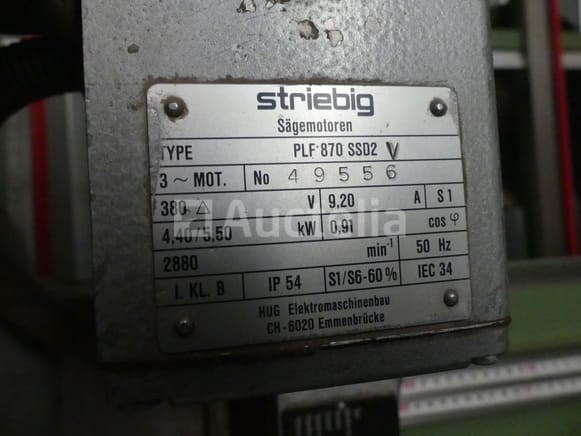 striebig
Sägemotoren
TYPE PLF 870 SSD2 V
3 ~ MOT. No 49556
380 △ V 9.20 A S1
4,40/5,50 kW 0,91 cos φ
2880 min⁻¹ 50 Hz
I. KL. B IP 54 S1/S6-60% IEC 34
HUG Elektromaschinenbau
CH-6020 Emmenbrücke
Auctelia